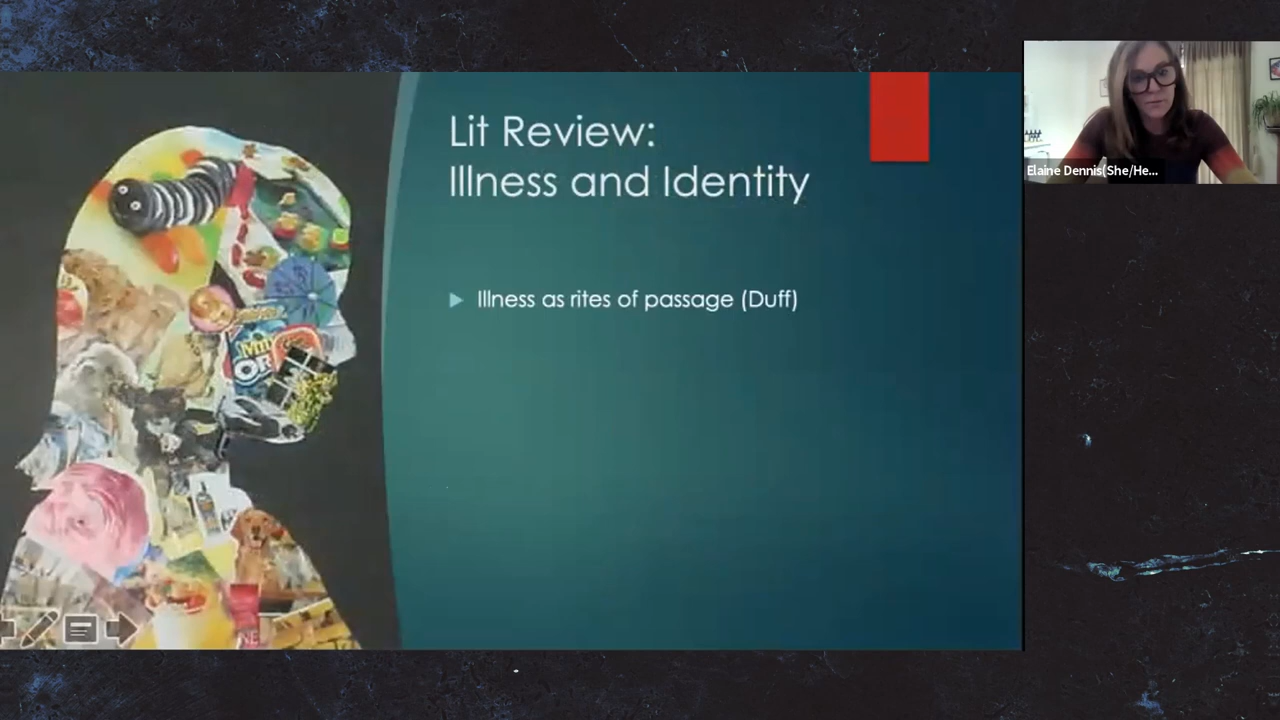 Lit Review:
Illness and Identity
Illness as rites of passage (Duff)
Elaine Dennis(She/He...